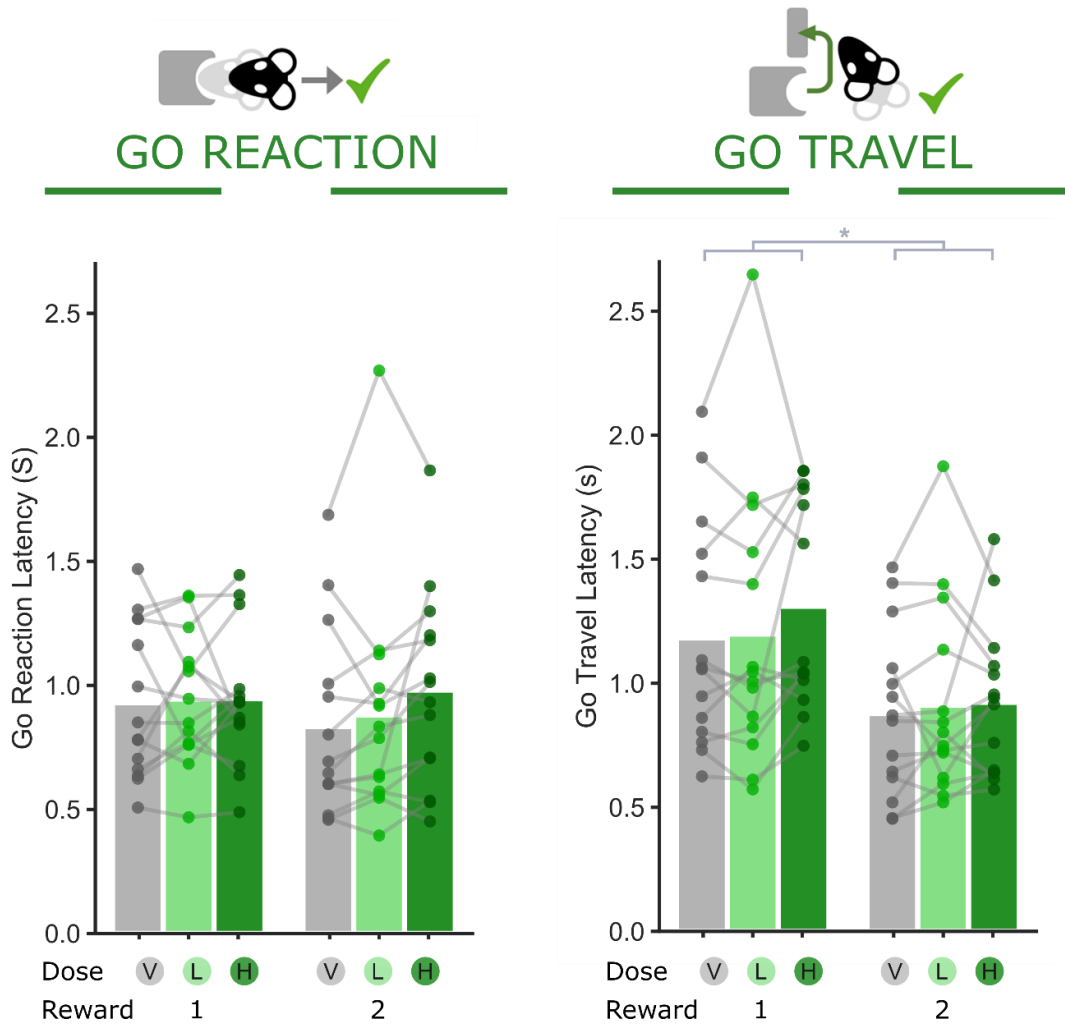 GO REACTION
GO TRAVEL
*
Go Reaction Latency (S)
2.5
2.0
1.5
1.0
0.5
0.0
Dose V L H V L H
Reward 1 2
Go Travel Latency (s)
2.5
2.0
1.5
1.0
0.5
0.0
Dose V L H V L H
Reward 1 2